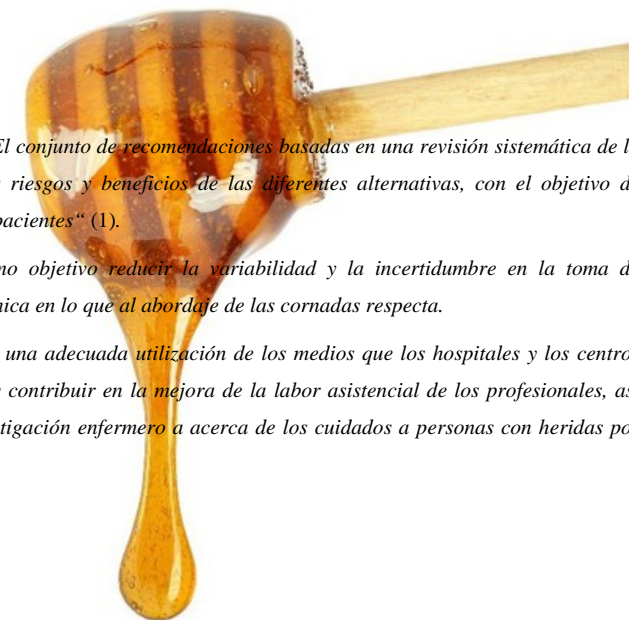 El conjunto de recomendaciones basadas en una revisión sistemática de l
riesgos y beneficios de las diferentes alternativas, con el objetivo d
pacientes“ (1).
mo objetivo reducir la variabilidad y la incertidumbre en la toma d
nica en lo que al abordaje de las cornadas respecta.
una adecuada utilización de los medios que los hospitales y los centro
contribuir en la mejora de la labor asistencial de los profesionales, as
tigación enfermero a acerca de los cuidados a personas con heridas po